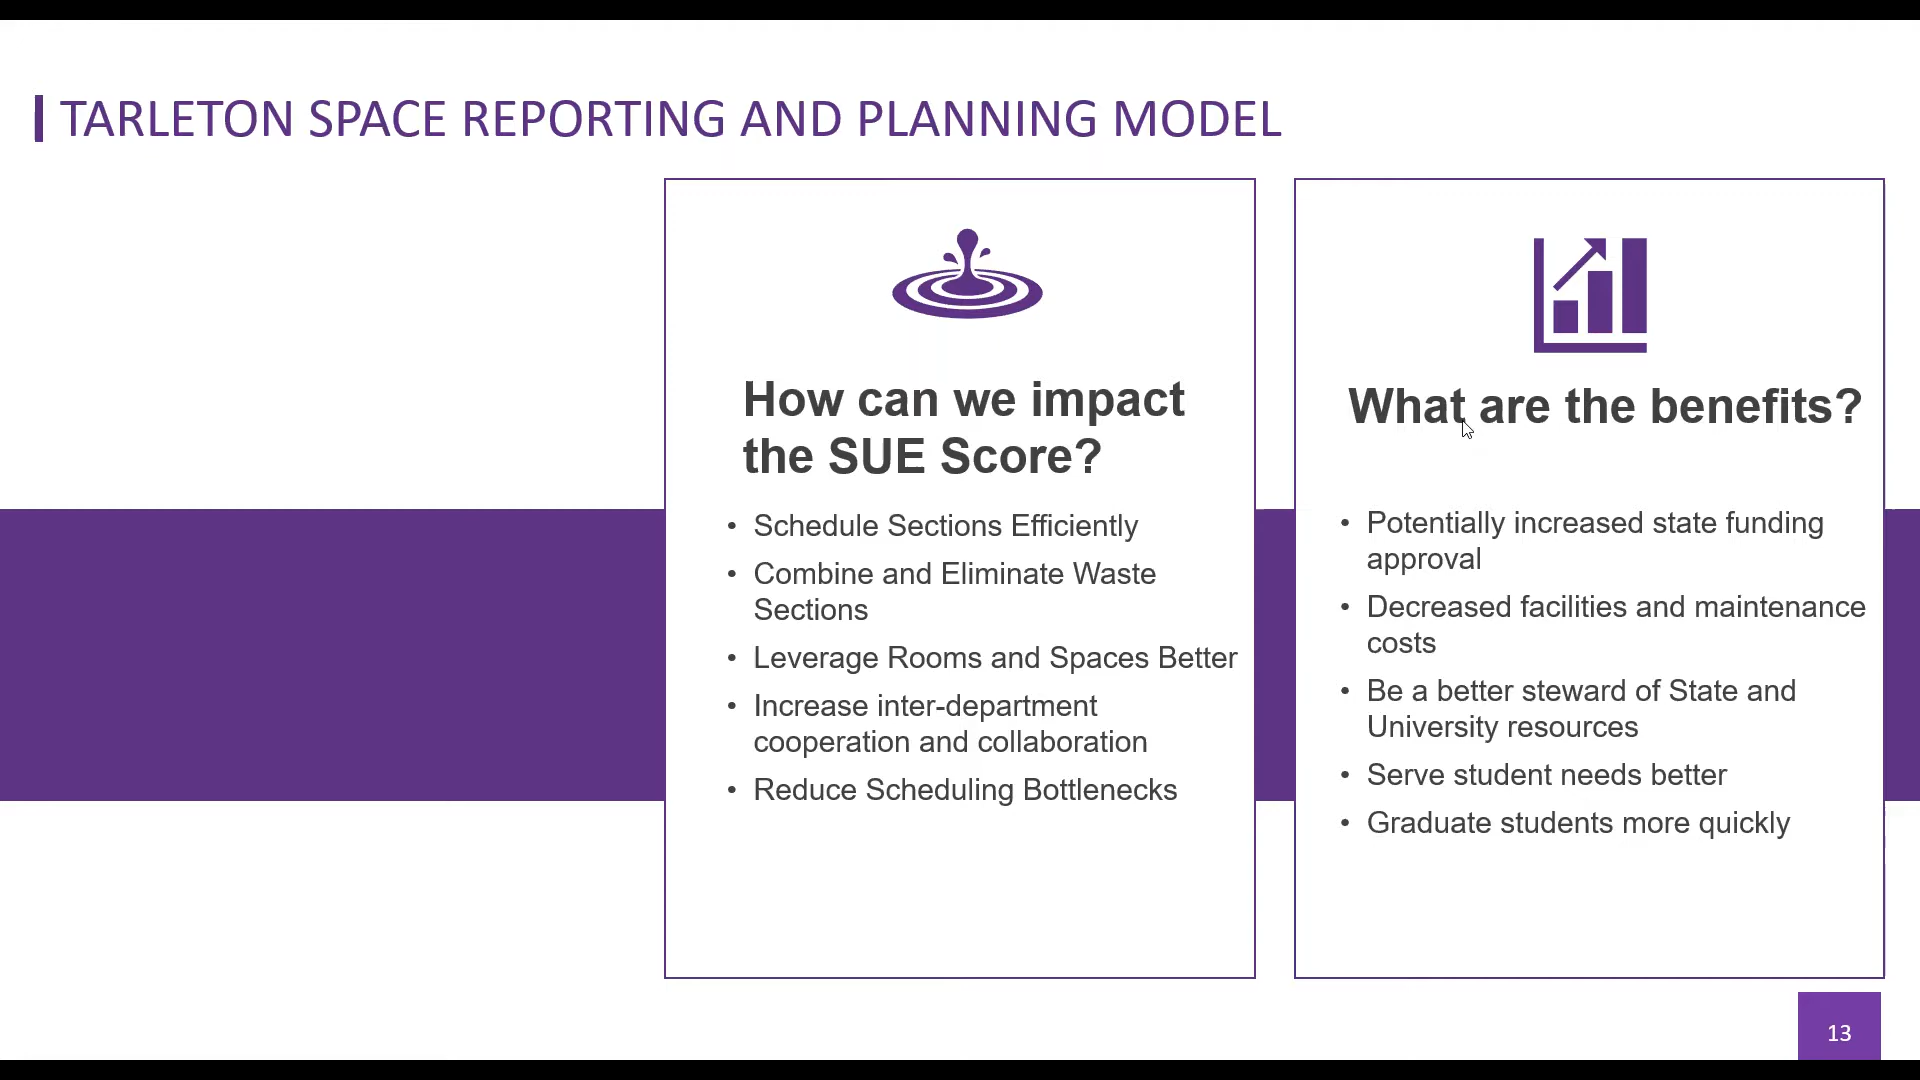 TARLETON SPACE REPORTING AND PLANNING MODEL
How can we impact
the SUE Score?
• Schedule Sections Efficiently
• Combine and Eliminate Waste
Sections
• Leverage Rooms and Spaces Better
• Increase inter-department
cooperation and collaboration
• Reduce Scheduling Bottlenecks
What are the benefits?
• Potentially increased state funding
approval
• Decreased facilities and maintenance
costs
• Be a better steward of State and
University resources
• Serve student needs better
• Graduate students more quickly
13